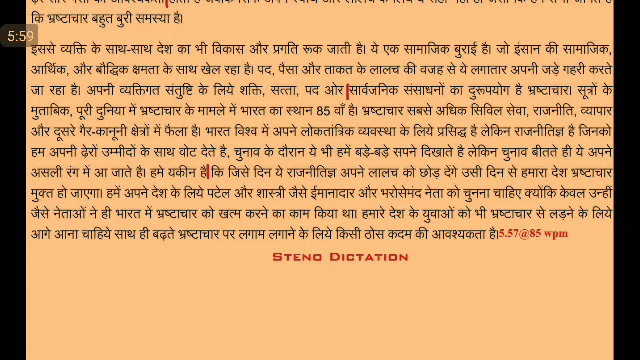 कि भ्रष्टाचार बहुत बुरी समस्या है।
5:59
इससे व्यक्ति के साथ-साथ देश का भी विकास और प्रगति रूक जाती है। ये एक सामाजिक बुराई है। जो इंसान की सामाजिक,
आर्थिक, और बौद्धिक क्षमता के साथ खेल रहा है। पद, पैसा और ताकत के लालच की वजह से ये लगातार अपनी जड़े गहरी करते
जा रहा है। अपनी व्यक्तिगत संतुष्टि के लिये शक्ति, सत्ता, पद ओर सार्वजनिक संसाधनों का दुरूपयोग है भ्रष्टाचार। सूत्रों के
मुताबिक, पूरी दुनिया में भ्रष्टाचार के मामले में भारत का स्थान 85 वाँ है। भ्रष्टाचार सबसे अधिक सिविल सेवा, राजनीति, व्यापार
और दूसरे गैर-कानूनी क्षेत्रों में फैला है। भारत विश्व में अपने लोकतांत्रिक व्यवस्था के लिये प्रसिद्ध है लेकिन राजनीतिज्ञ है जिनको
हम अपनी ढ़ेरों उम्मीदों के साथ वोट देते है, चुनाव के दौरान ये भी हमें बड़े-बड़े सपने दिखाते है लेकिन चुनाव बीतते ही ये अपने
असली रंग में आ जाते है। हमे यकीन है कि जिसे दिन ये राजनीतिज्ञ अपने लालच को छोड़ देंगे उसी दिन से हमारा देश भ्रष्टाचार
मुक्त हो जाएगा। हमें अपने देश के लिये पटेल और शास्त्री जैसे ईमानदार और भरोसेमंद नेता को चुनना चाहिए क्योंकि केवल उन्हीं
जैसे नेताओं ने ही भारत में भ्रष्टाचार को खत्म करने का काम किया था। हमारे देश के युवाओं को भी भ्रष्टाचार से लड़ने के लिये
आगे आना चाहिये साथ ही बढ़ते भ्रष्टाचार पर लगाम लगाने के लिये किसी ठोस कदम की आवश्यकता है।5.57@85 wpm
STENO DICTATION